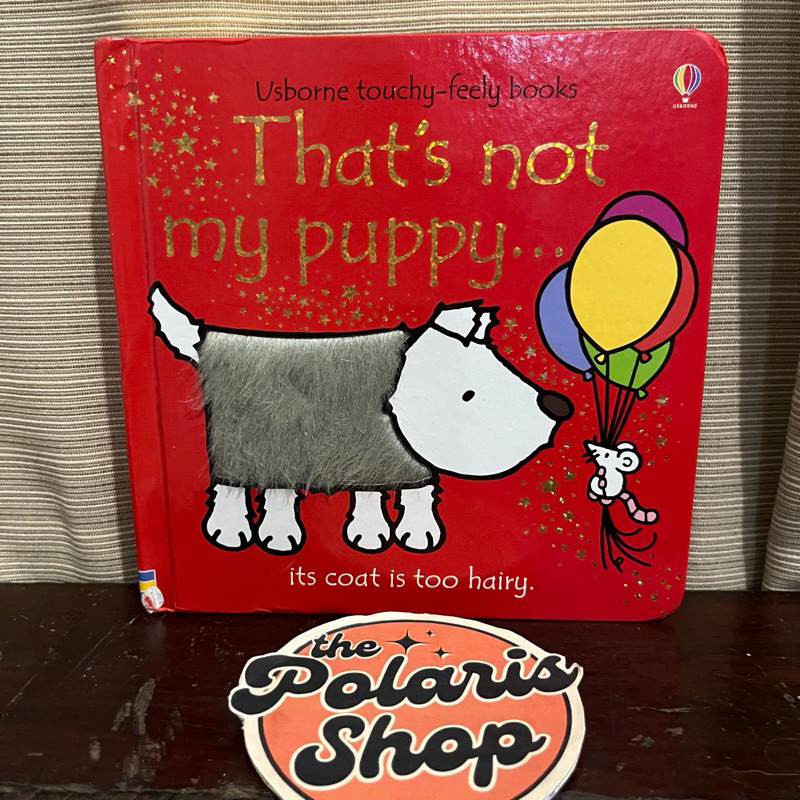 Usborne touchy-feely books
USBORNE
That's not
my puppy...
its coat is too hairy.
the
Polaris
Shop